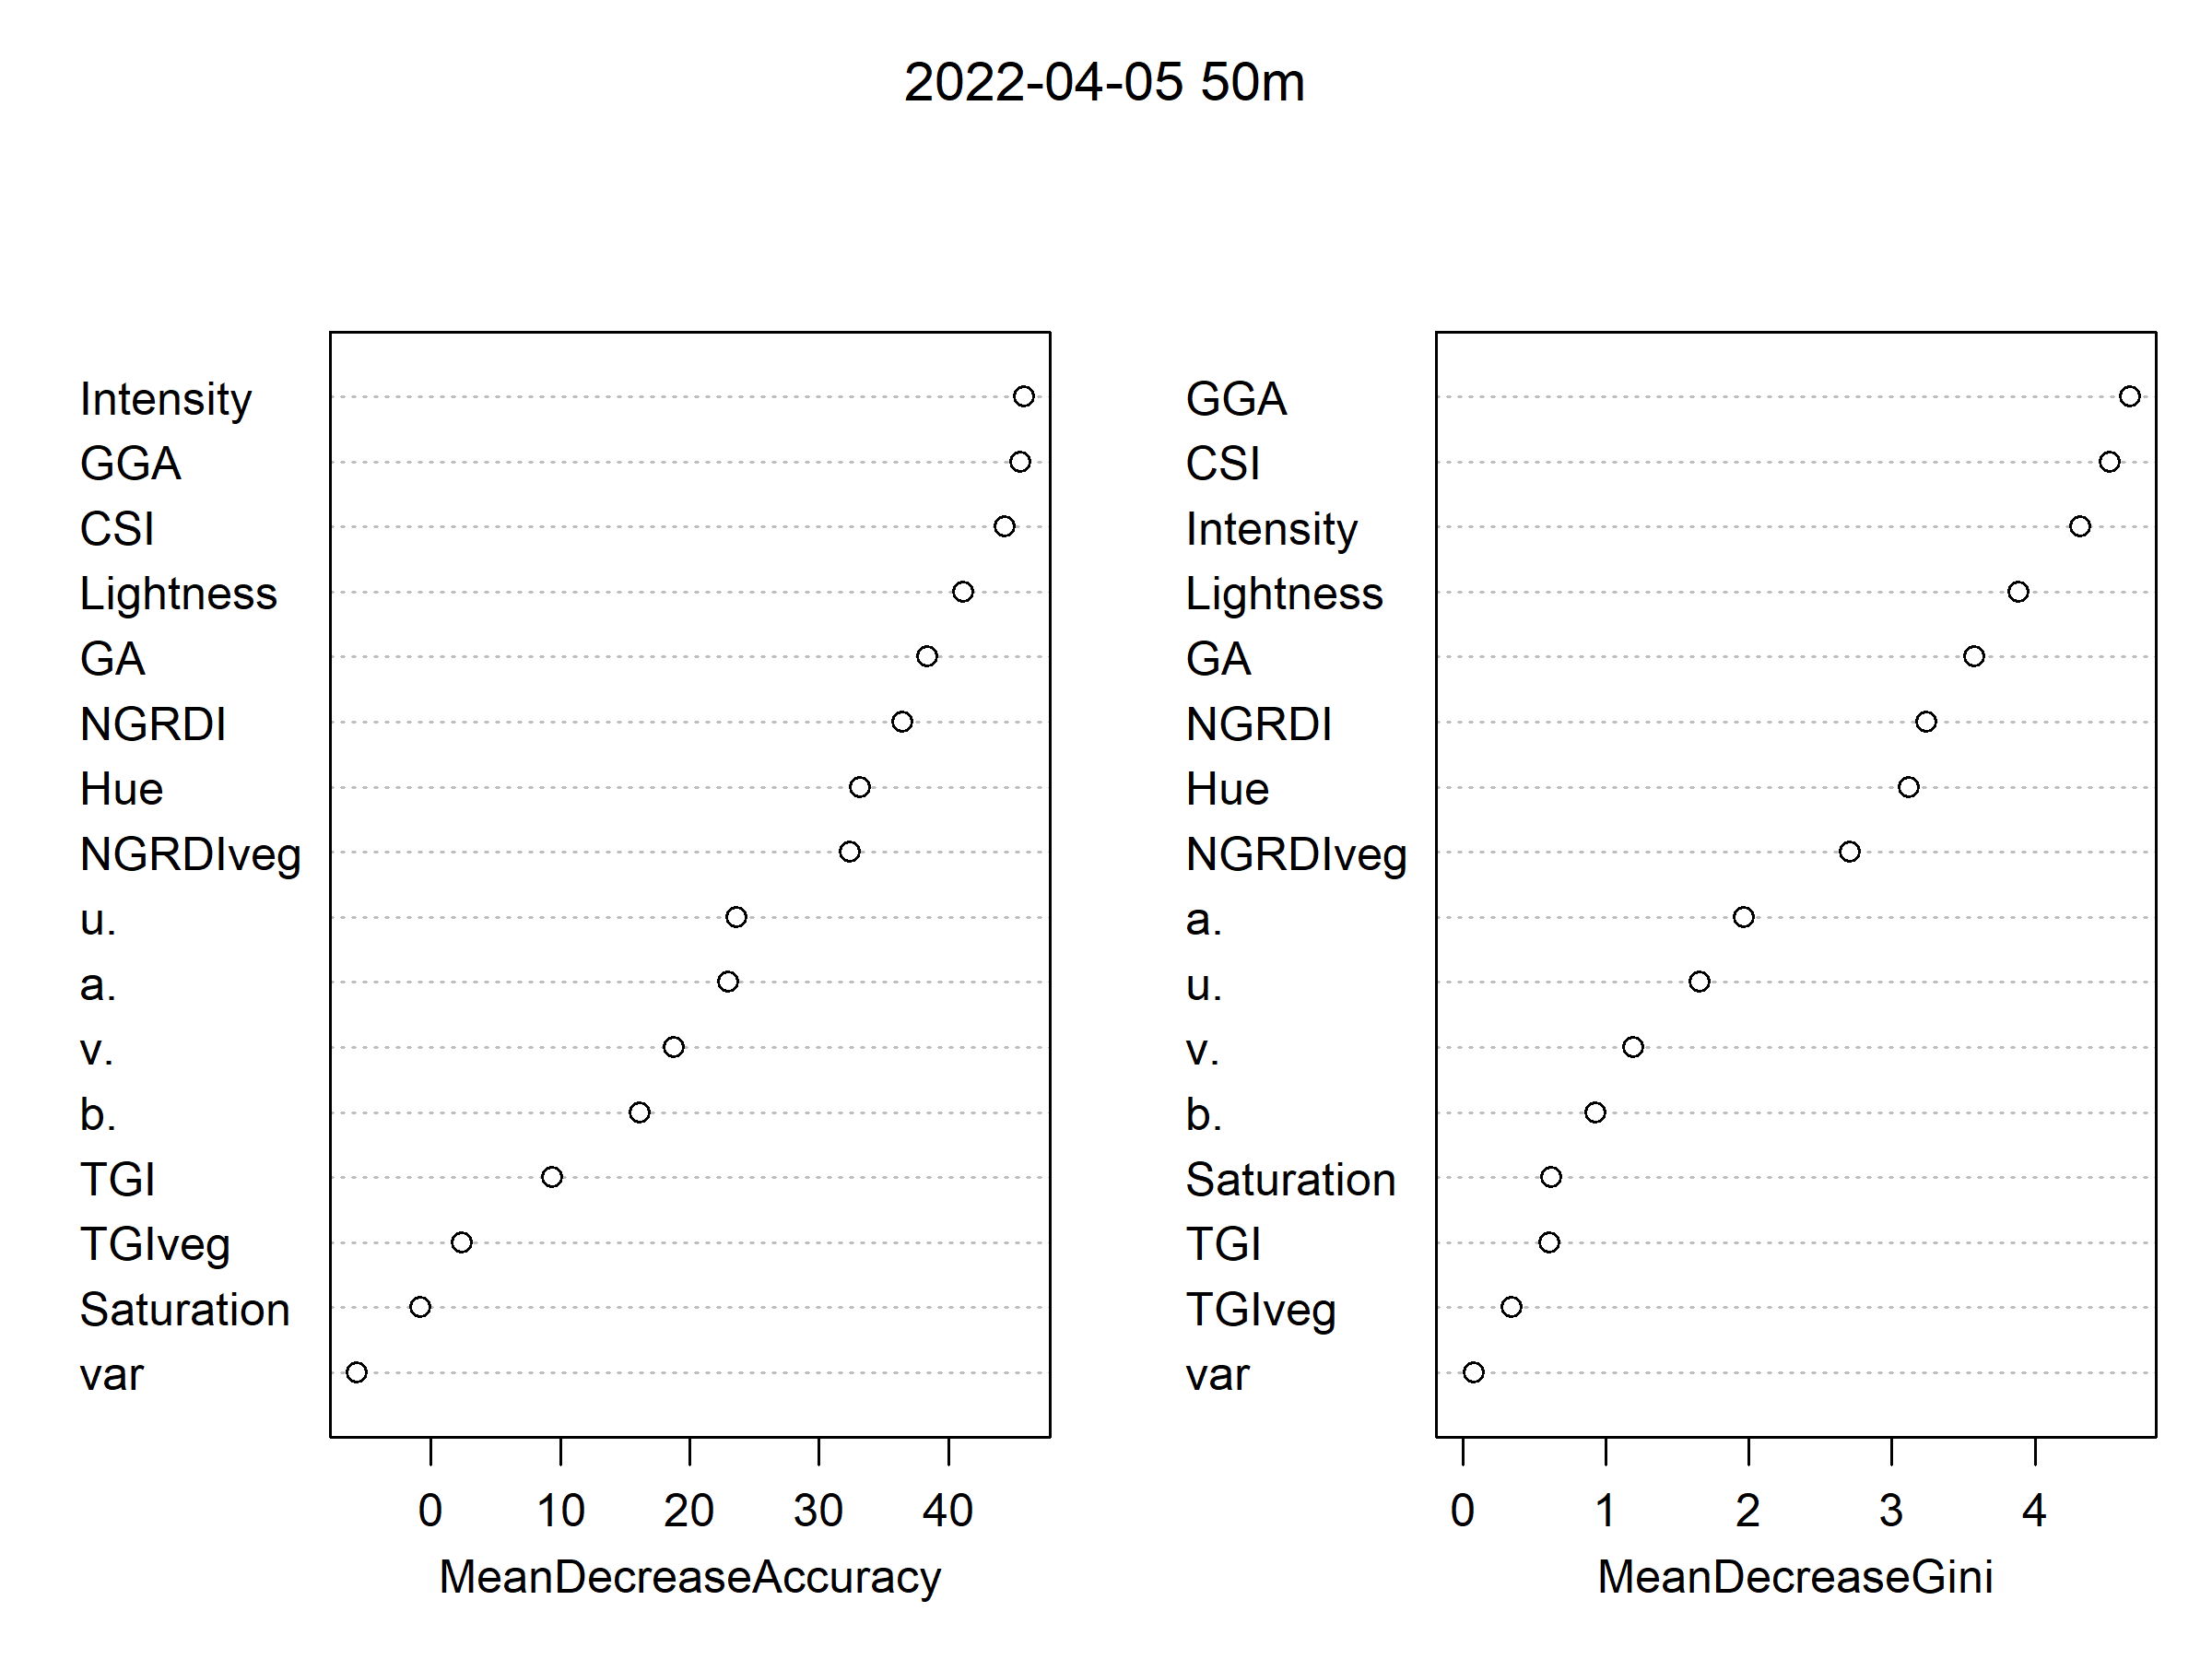 2022-04-05 50m
Intensity
GGA
CSI
Lightness
GA
NGRDI
Hue
NGRDIveg
u.
a.
v.
b.
TGI
TGIveg
Saturation
var
0 10 20 30 40
MeanDecreaseAccuracy
GGA
CSI
Intensity
Lightness
GA
NGRDI
Hue
NGRDIveg
a.
u.
v.
b.
Saturation
TGI
TGIveg
var
0 1 2 3 4
MeanDecreaseGini